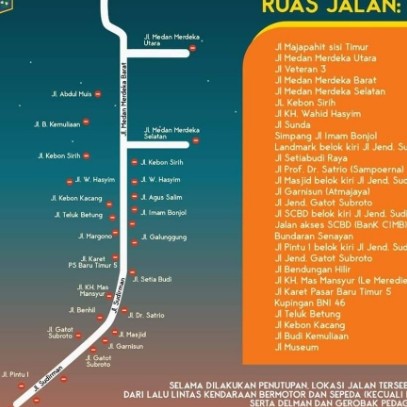 RUAS JALAN:
Jl. Medan Merdeka
Utara
Jl. Medan Merdeka Barat
Jl. Abdul Muis
Jl. B. Kemuliaan
Jl. Medan Merdeka
Selatan
Jl. Kebon Sirih
Jl. Kebon Sirih
Jl. W. Hasyim
Jl. W. Hasyim
Jl. Kebon Kacang
Jl. Agus Salim
Jl. Teluk Betung
Jl. Imam Bonjol
Jl. Margono
Jl. Galunggung
Jl. Karet
PS Baru Timur 5
Jl. Setia Budi
Jl. KH. Mas
Mansyur
Jl. Sudirman
Jl. Benhil
Jl. Dr. Satrio
Jl. Gatot
Subroto
Jl. Masjid
Jl. Garnisun
Jl. Gatot
Subroto
Jl. Pintu 1
Jl. Sudirman
Jl Majapahit sisi Timur
Jl Medan Merdeka Utara
Jl Veteran 3
Jl Medan Merdeka Barat
Jl Medan Merdeka Selatan
JL. Kebon Sirih
Jl KH. Wahid Hasyim
Jl Sunda
Simpang Jl Imam Bonjol
Landmark belok kiri Jl Jend. Su
Jl Setiabudi Raya
Jl Prof. Dr. Satrio (Sampoerna)
Jl Masjid belok kiri Jl Jend. Sud
Jl Garnisun (Atmajaya)
Jl Jend. Gatot Subroto
Jl SCBD belok kiri Jl Jend. Sudi
Jalan akses SCBD (BanK CIMB)
Bundaran Senayan
Jl Pintu 1 belok kiri Jl Jend. Sud
Jl Jend. Gatot Subroto
Jl Bendungan Hilir
Jl KH. Mas Mansyur (Le Meredie
Jl Karet Pasar Baru Timur 5
Kupingan BNI 46
Jl Teluk Betung
Jl Kebon Kacang
Jl Budi Kemuliaan
Jl Museum
SELAMA DILAKUKAN PENUTUPAN, LOKASI JALAN TERSEB
DARI LALU LINTAS KENDARAAN BERMOTOR DAN SEPEDA (KECUALI
SERTA DELMAN DAN GEROBAK PEDAG